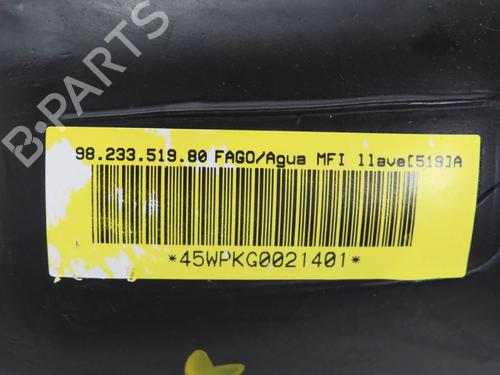 B-PARTS
98.233.519.80 FAGO/Agua MFI llave[519]A
*45WPKG0021401*